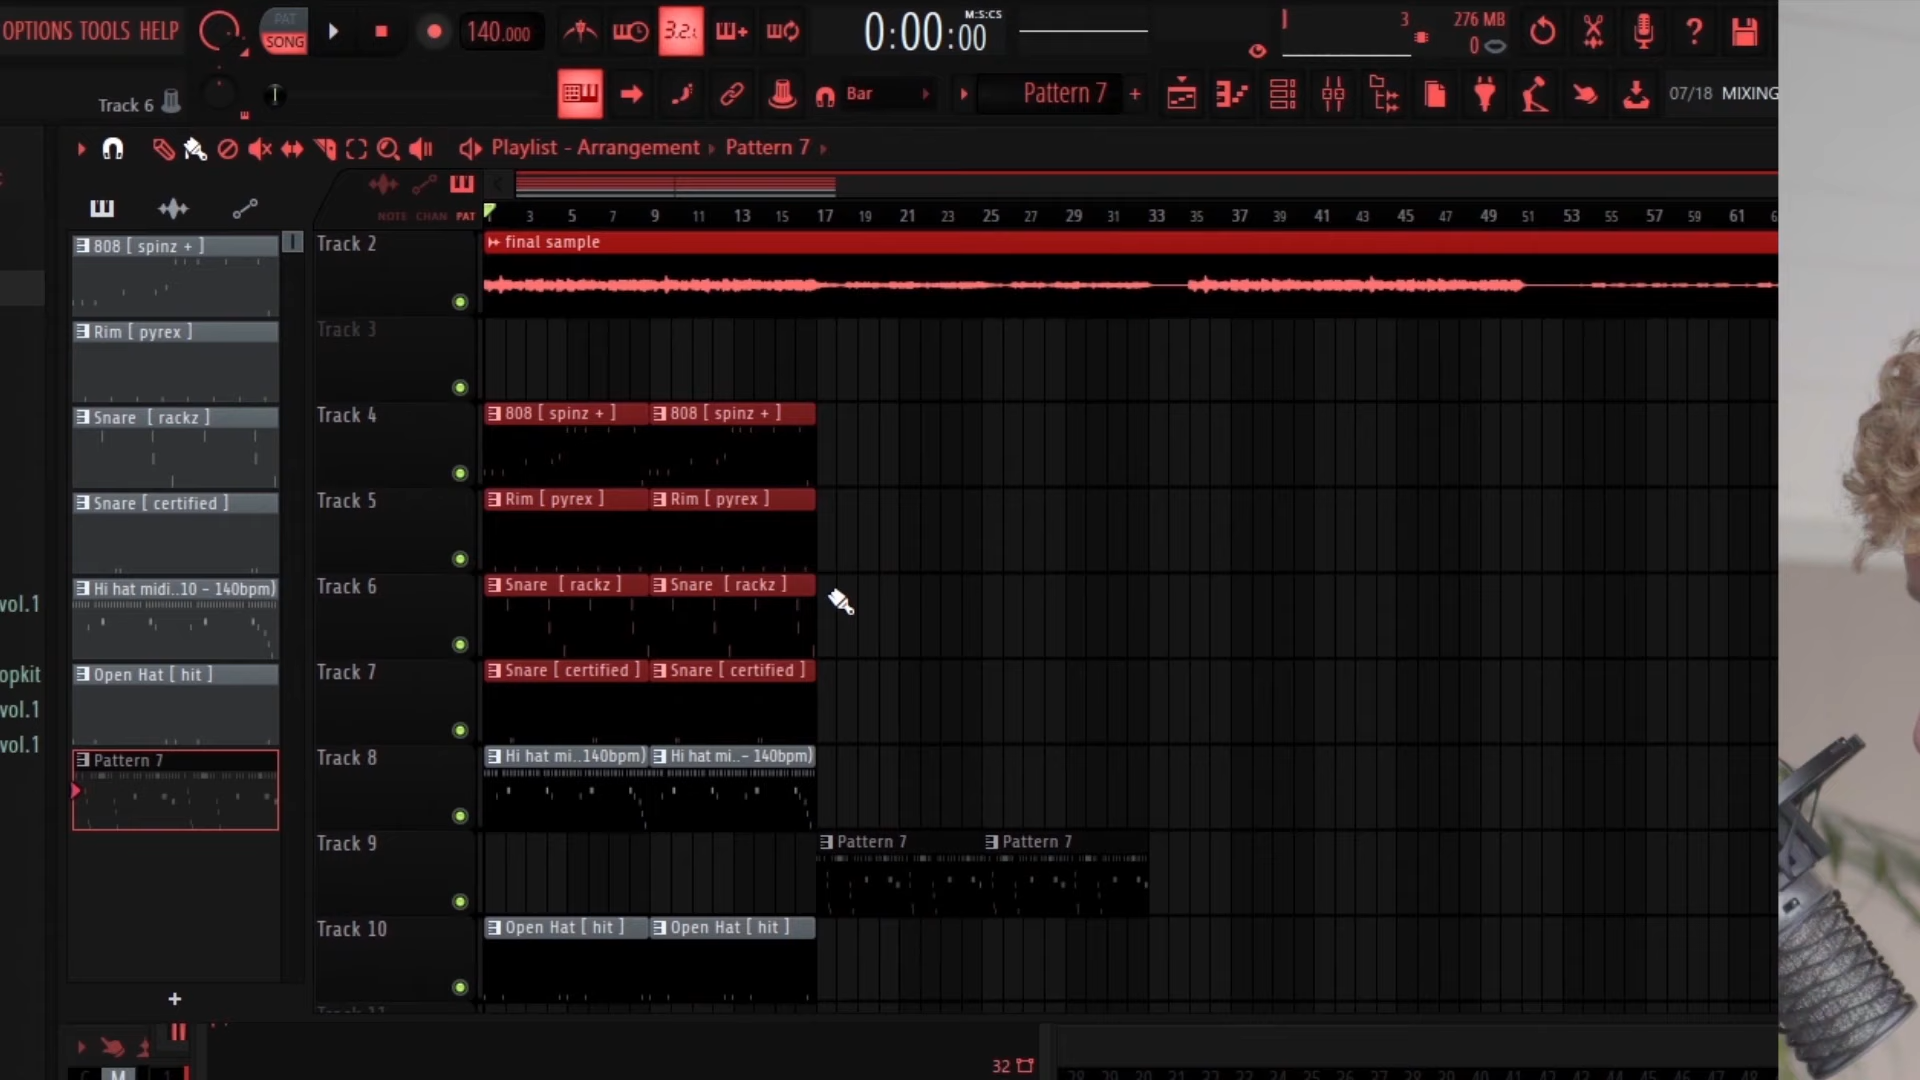 OPTIONS TOOLS HELP
PAT
SONG
140.000
3.2.
0:00:00
M:S:CS
3
276 MB
0
Track 6
Bar
Pattern 7
+
07/18 MIXING
Playlist - Arrangement
Pattern 7
NOTE CHAN PAT
3 5 7 9 11 13 15 17 19 21 23 25 27 29 31 33 35 37 39 41 43 45 47 49 51 53 55 57 59 61
808 [ spinz + ]
Rim [ pyrex ]
Snare [ rackz ]
Snare [ certified ]
Hi hat midi..10 - 140bpm)
Open Hat [ hit ]
Pattern 7
+
vol.1
opkit
vol.1
vol.1
Track 2
final sample
Track 3
Track 4
808 [ spinz + ] 808 [ spinz + ]
Track 5
Rim [ pyrex ] Rim [ pyrex ]
Track 6
Snare [ rackz ] Snare [ rackz ]
Track 7
Snare [ certified ] Snare [ certified ]
Track 8
Hi hat mi..140bpm) Hi hat mi..- 140bpm)
Track 9
Pattern 7 Pattern 7
Track 10
Open Hat [ hit ] Open Hat [ hit ]
32